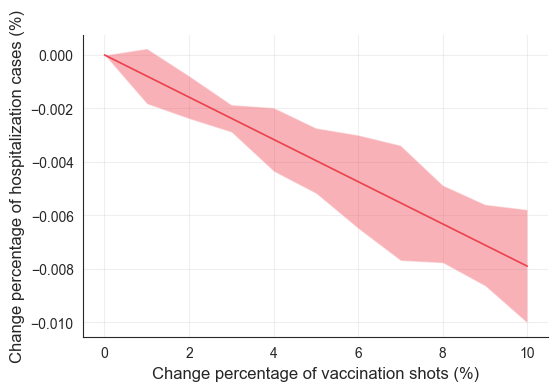 Change percentage of hospitalization cases (%)
0.000
−0.002
−0.004
−0.006
−0.008
−0.010
0 2 4 6 8 10
Change percentage of vaccination shots (%)